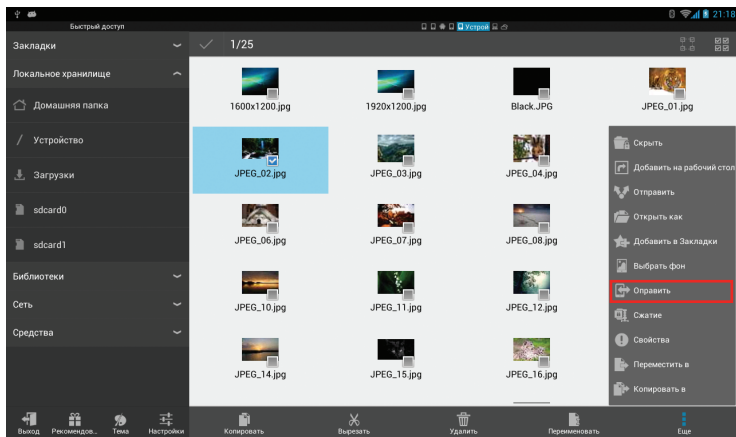 21:18
Быстрый доступ
Устрой
Закладки
1/25
Локальное хранилище
Домашняя папка
Устройство
Загрузки
sdcard0
sdcard1
Библиотеки
Сеть
Средства
1600x1200.jpg
1920x1200.jpg
Black.JPG
JPEG_01.jpg
JPEG_02.jpg
JPEG_03.jpg
JPEG_04.jpg
JPEG_06.jpg
JPEG_07.jpg
JPEG_08.jpg
JPEG_10.jpg
JPEG_11.jpg
JPEG_12.jpg
JPEG_14.jpg
JPEG_15.jpg
JPEG_16.jpg
Скрыть
Добавить на рабочий стол
Отправить
Открыть как
Добавить в Закладки
Выбрать фон
Оправить
Сжатие
Свойства
Переместить в
Копировать в
Выход
Рекомендов...
Тема
Настройки
Копировать
Вырезать
Удалить
Переименовать
Еще